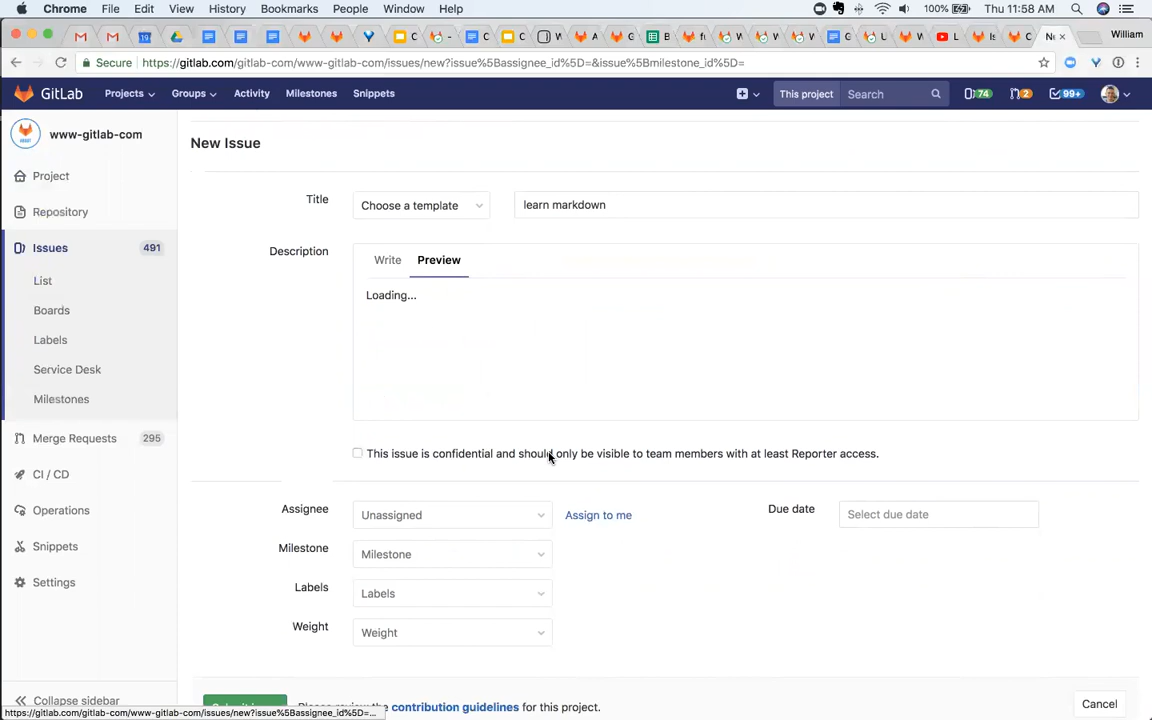 Chrome File Edit View History Bookmarks People Window Help 100% Thu 11:58 AM
William
Secure https://gitlab.com/gitlab-com/www-gitlab-com/issues/new?issue%5Bassignee_id%5D=&issue%5Bmilestone_id%5D=
GitLab Projects Groups Activity Milestones Snippets This project Search 74 2 99+
www-gitlab-com
New Issue
Project
Title Choose a template learn markdown
Repository
Issues 491
Description Write Preview
List
Loading...
Boards
Labels
Service Desk
Milestones
Merge Requests 295
This issue is confidential and should only be visible to team members with at least Reporter access.
CI / CD
Operations
Assignee Unassigned Assign to me Due date Select due date
Snippets
Milestone Milestone
Settings
Labels Labels
Weight Weight
Collapse sidebar
Please review the contribution guidelines for this project. Cancel
https://gitlab.com/gitlab-com/www-gitlab-com/issues/new?issue%5Bassignee_id%5D=...